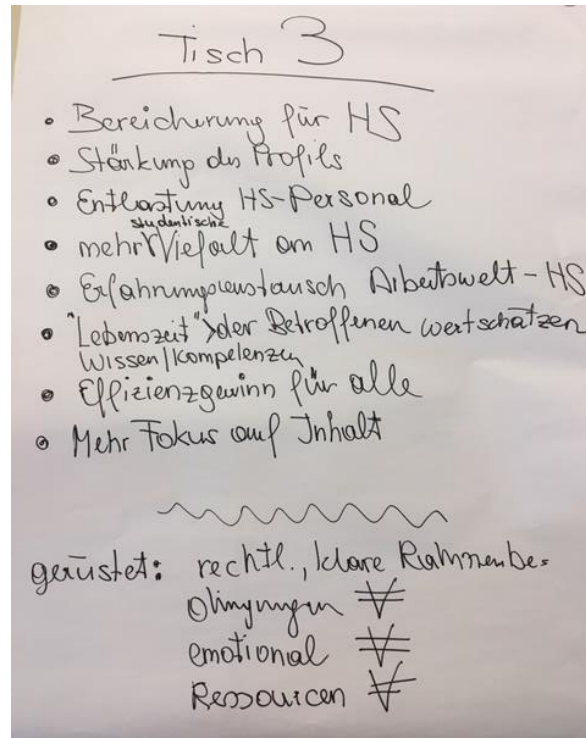 Tisch 3
• Bereicherung für HS
• Stärkung des Profils
• Entlastung HS-Personal
studentische
• mehr Vielfalt an HS
• Erfahrungsaustausch Arbeitswelt - HS
• "Lebenszeit" der Betroffenen wertschätzen
Wissen/Kompetenzen
• Effizienzgewinn für alle
• Mehr Fokus auf Inhalt
gerüstet: rechtl., klare Rahmenbe-
dingungen
emotional
Ressourcen